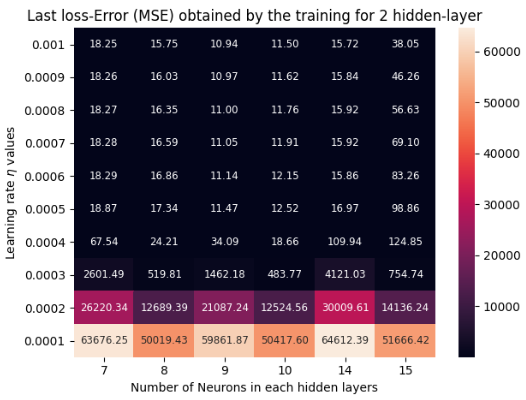 Last loss-Error (MSE) obtained by the training for 2 hidden-layer
0.001 18.25 15.75 10.94 11.50 15.72 38.05
0.0009 18.26 16.03 10.97 11.62 15.84 46.26
0.0008 18.27 16.35 11.00 11.76 15.92 56.63
0.0007 18.28 16.59 11.05 11.91 15.92 69.10
0.0006 18.29 16.86 11.14 12.15 15.86 83.26
0.0005 18.87 17.34 11.47 12.52 16.97 98.86
0.0004 67.54 24.21 34.09 18.66 109.94 124.85
0.0003 2601.49 519.81 1462.18 483.77 4121.03 754.74
0.0002 26220.34 12689.39 21087.24 12524.56 30009.61 14136.24
0.0001 63676.25 50019.43 59861.87 50417.60 64612.39 51666.42
7 8 9 10 14 15
Number of Neurons in each hidden layers
Learning rate η values
60000
50000
40000
30000
20000
10000